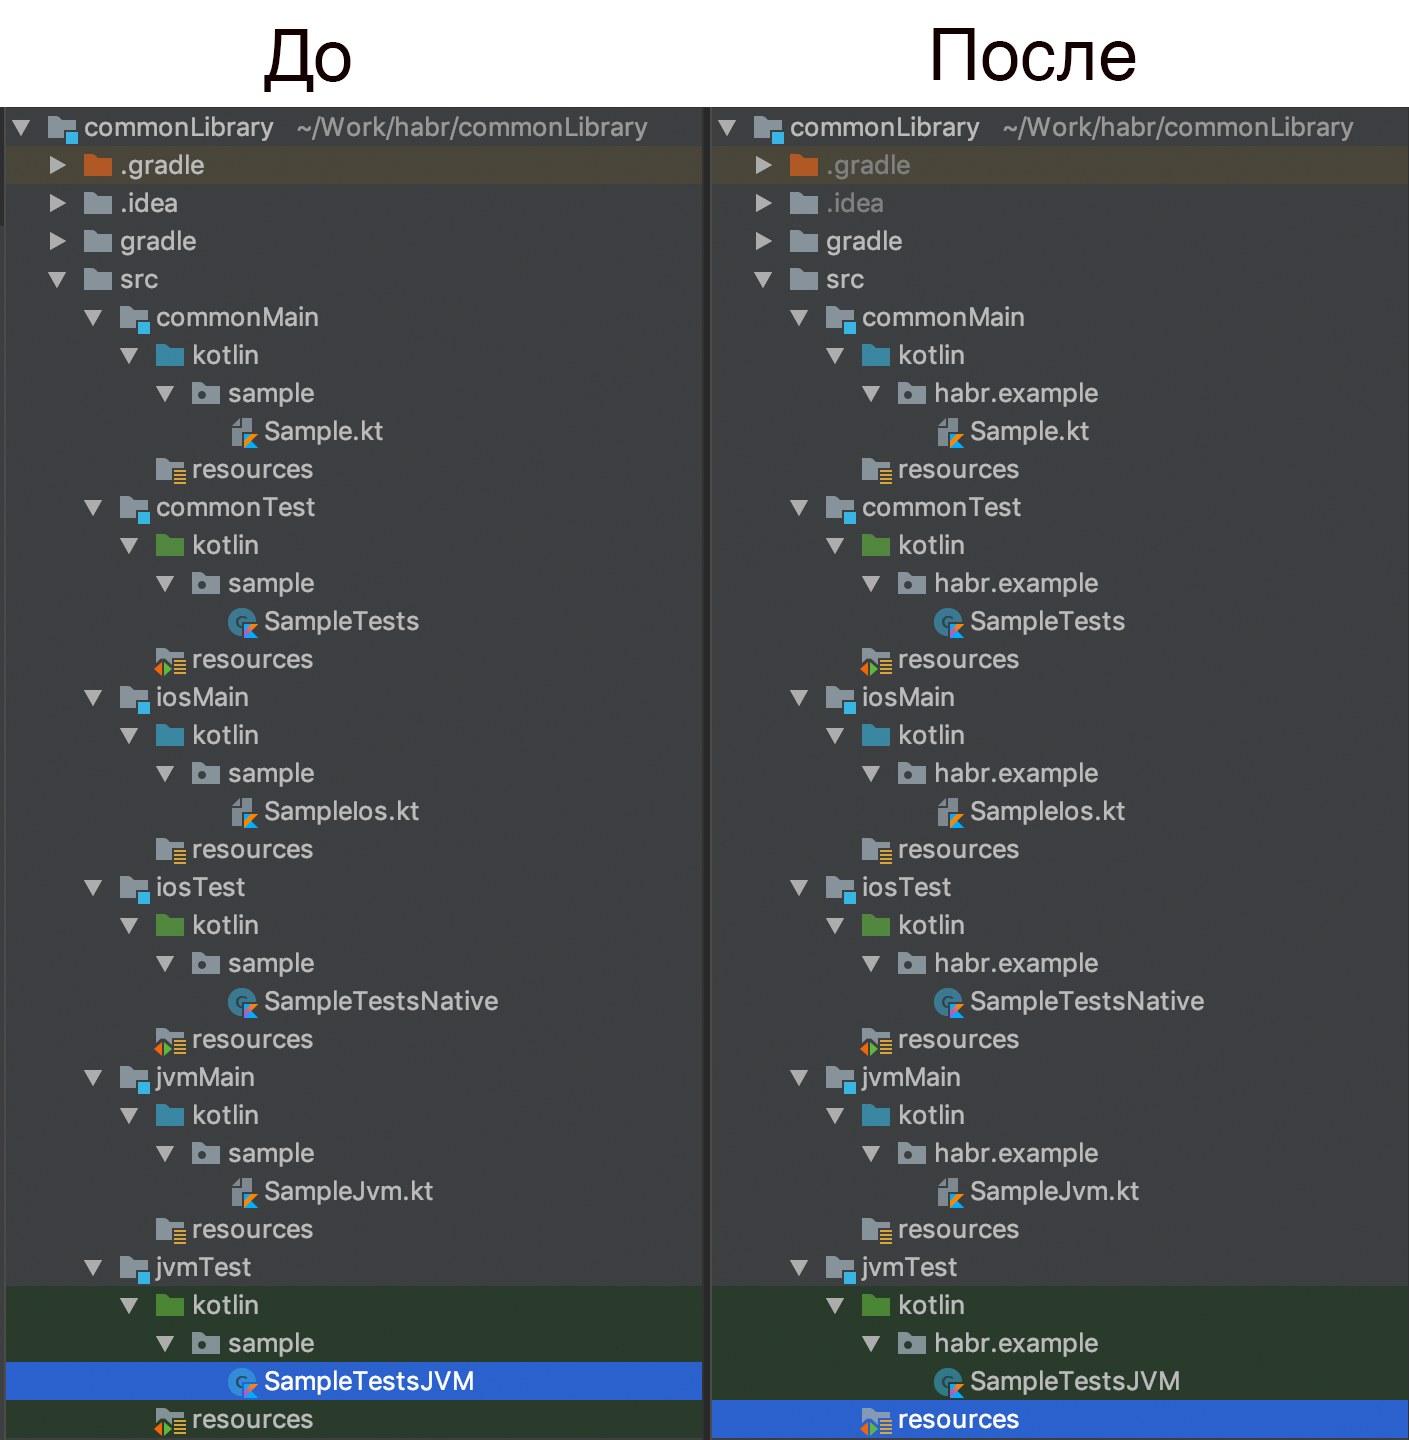 До
commonLibrary ~/Work/habr/commonLibrary
.gradle
.idea
gradle
src
commonMain
kotlin
sample
Sample.kt
resources
commonTest
kotlin
sample
SampleTests
resources
iosMain
kotlin
sample
SampleIos.kt
resources
iosTest
kotlin
sample
SampleTestsNative
resources
jvmMain
kotlin
sample
SampleJvm.kt
resources
jvmTest
kotlin
sample
SampleTestsJVM
resources
После
commonLibrary ~/Work/habr/commonLibrary
.gradle
.idea
gradle
src
commonMain
kotlin
habr.example
Sample.kt
resources
commonTest
kotlin
habr.example
SampleTests
resources
iosMain
kotlin
habr.example
SampleIos.kt
resources
iosTest
kotlin
habr.example
SampleTestsNative
resources
jvmMain
kotlin
habr.example
SampleJvm.kt
resources
jvmTest
kotlin
habr.example
SampleTestsJVM
resources